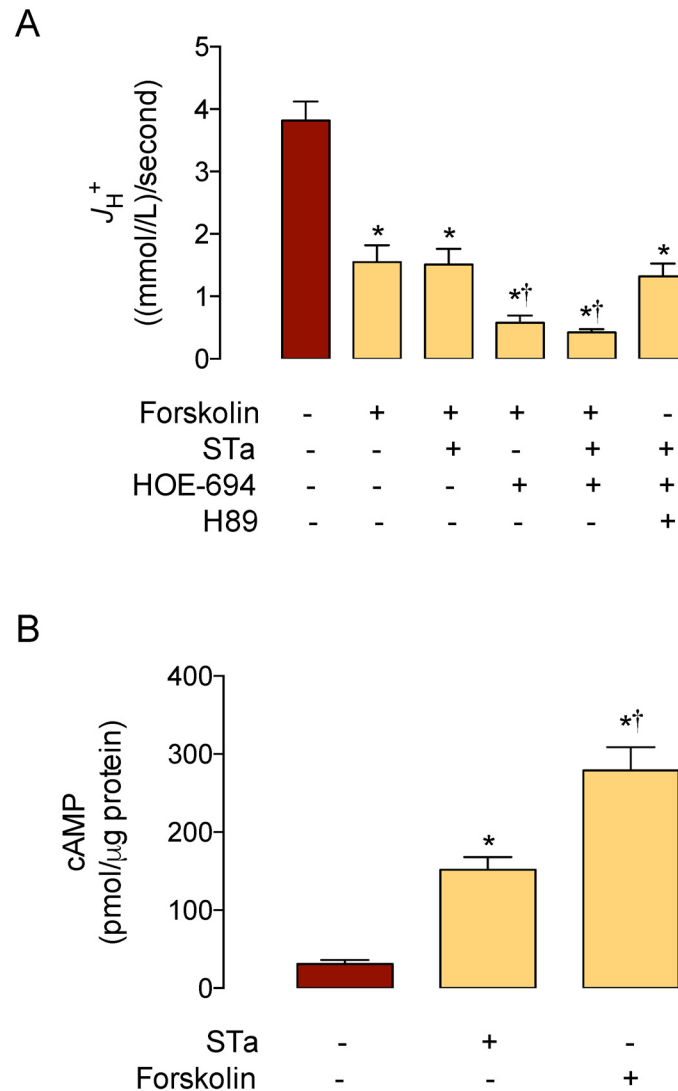 A
5
4
3
2
1
0
J_H^+
((mmol//L)/second)
* * *† *† *
Forskolin - + + + + -
STa - - + - + +
HOE-694 - - - + + +
H89 - - - - - +
B
400
300
200
100
0
cAMP
(pmol/µg protein)
* *†
STa - + -
Forskolin - - +